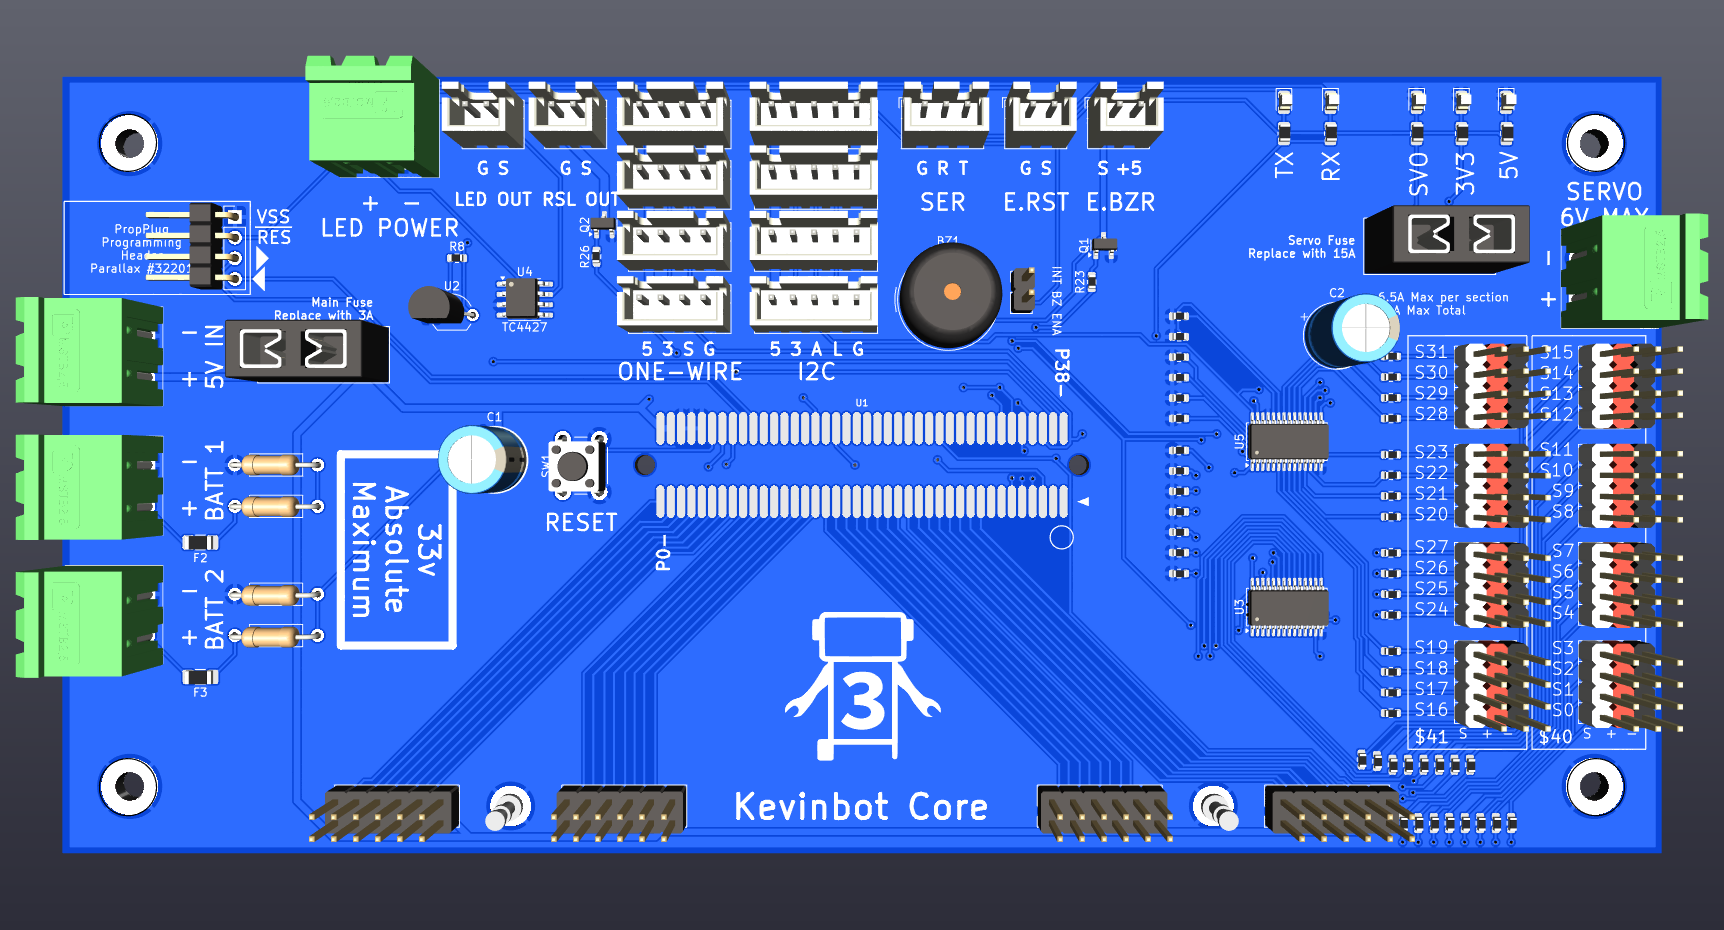 G S
LED OUT
G S
RSL OUT
G R T
SER
G S
E.RST
S +5
E.BZR
TX
RX
SVO
3V3
5V
+ -
LED POWER
VSS
RES
PropPlug
Programming
Header
Parallax #32201
Main Fuse
Replace with 3A
R8
U2
U4
TC4427
Q2
R26
5 3 S G
ONE-WIRE
5 3 A L G
I2C
BZ1
INT BZ ENA
Q1
R23
P38-
Servo Fuse
Replace with 15A
SERVO
6V MAX
-
+
C2
6.5A Max per section
A Max Total
-
+
5V IN
-
+
BATT 1
F2
-
+
BATT 2
F3
33v
Absolute
Maximum
C1
SW1
RESET
U1
P0-
U5
U3
S31
S30
S29
S28
S23
S22
S21
S20
S27
S26
S25
S24
S19
S18
S17
S16
$41
S + -
S15
S14
S13
S12
S11
S10
S9
S8
S7
S6
S5
S4
S3
S2
S1
S0
$40
S + -
3
Kevinbot Core